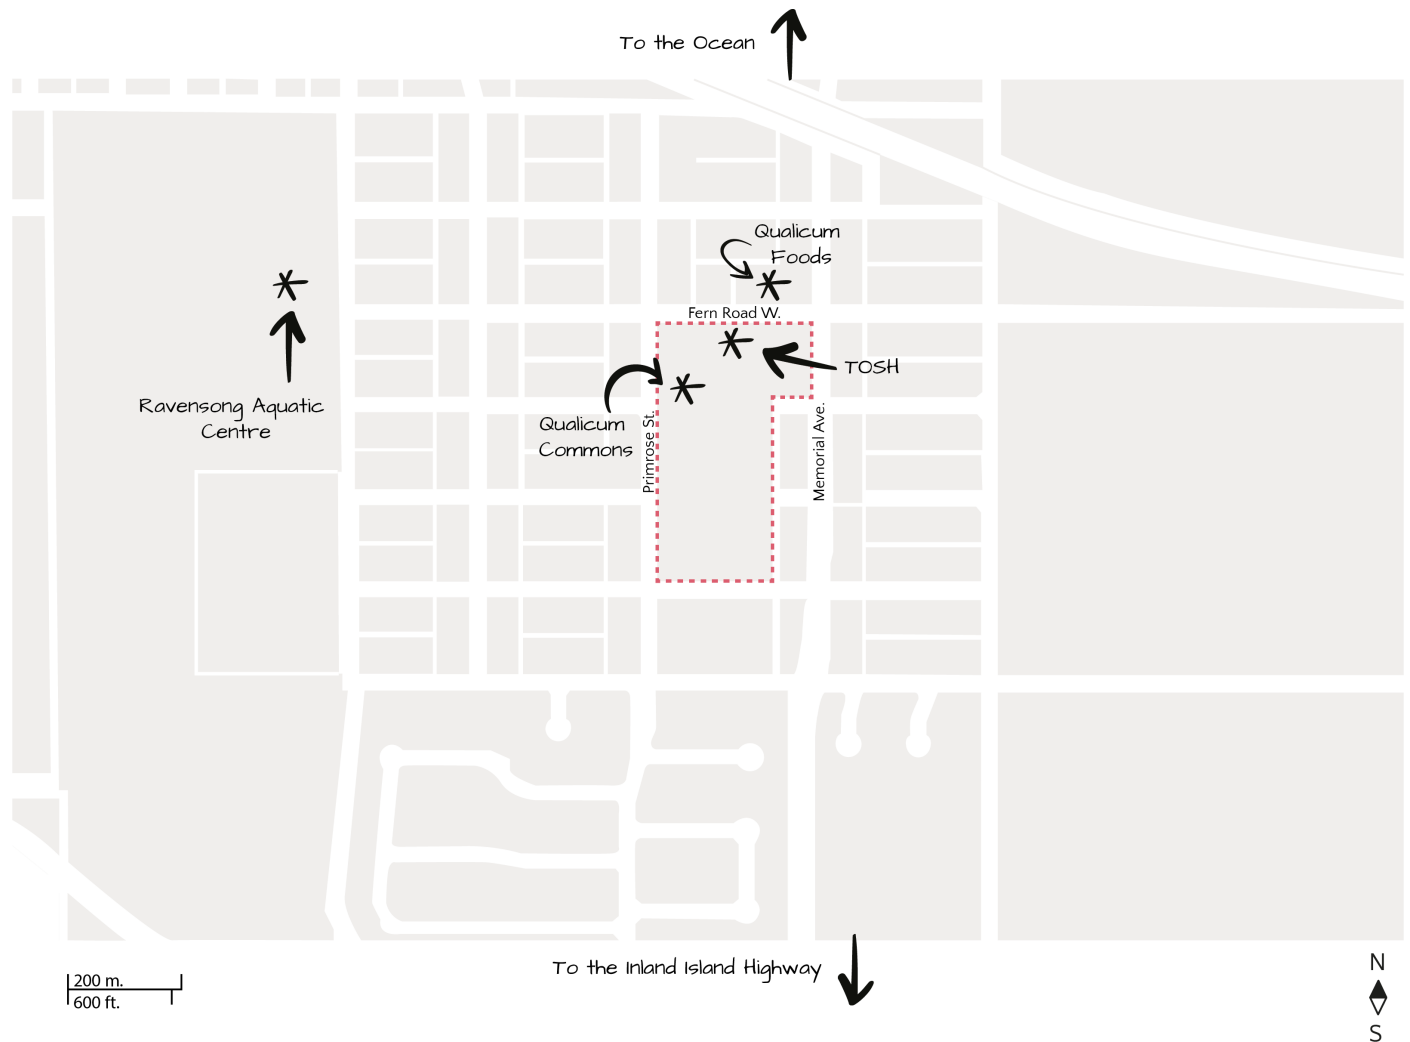 To the Ocean
Qualicum
Foods
Fern Road W.
TOSH
Ravensong Aquatic
Centre
Qualicum
Commons
Primrose St.
Memorial Ave.
To the Inland Island Highway
200 m.
600 ft.
N
S